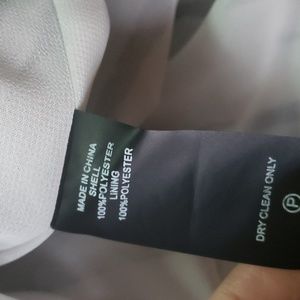 MADE IN CHINA
SHELL
100%POLYESTER
LINING
100%POLYESTER
DRY CLEAN ONLY
P